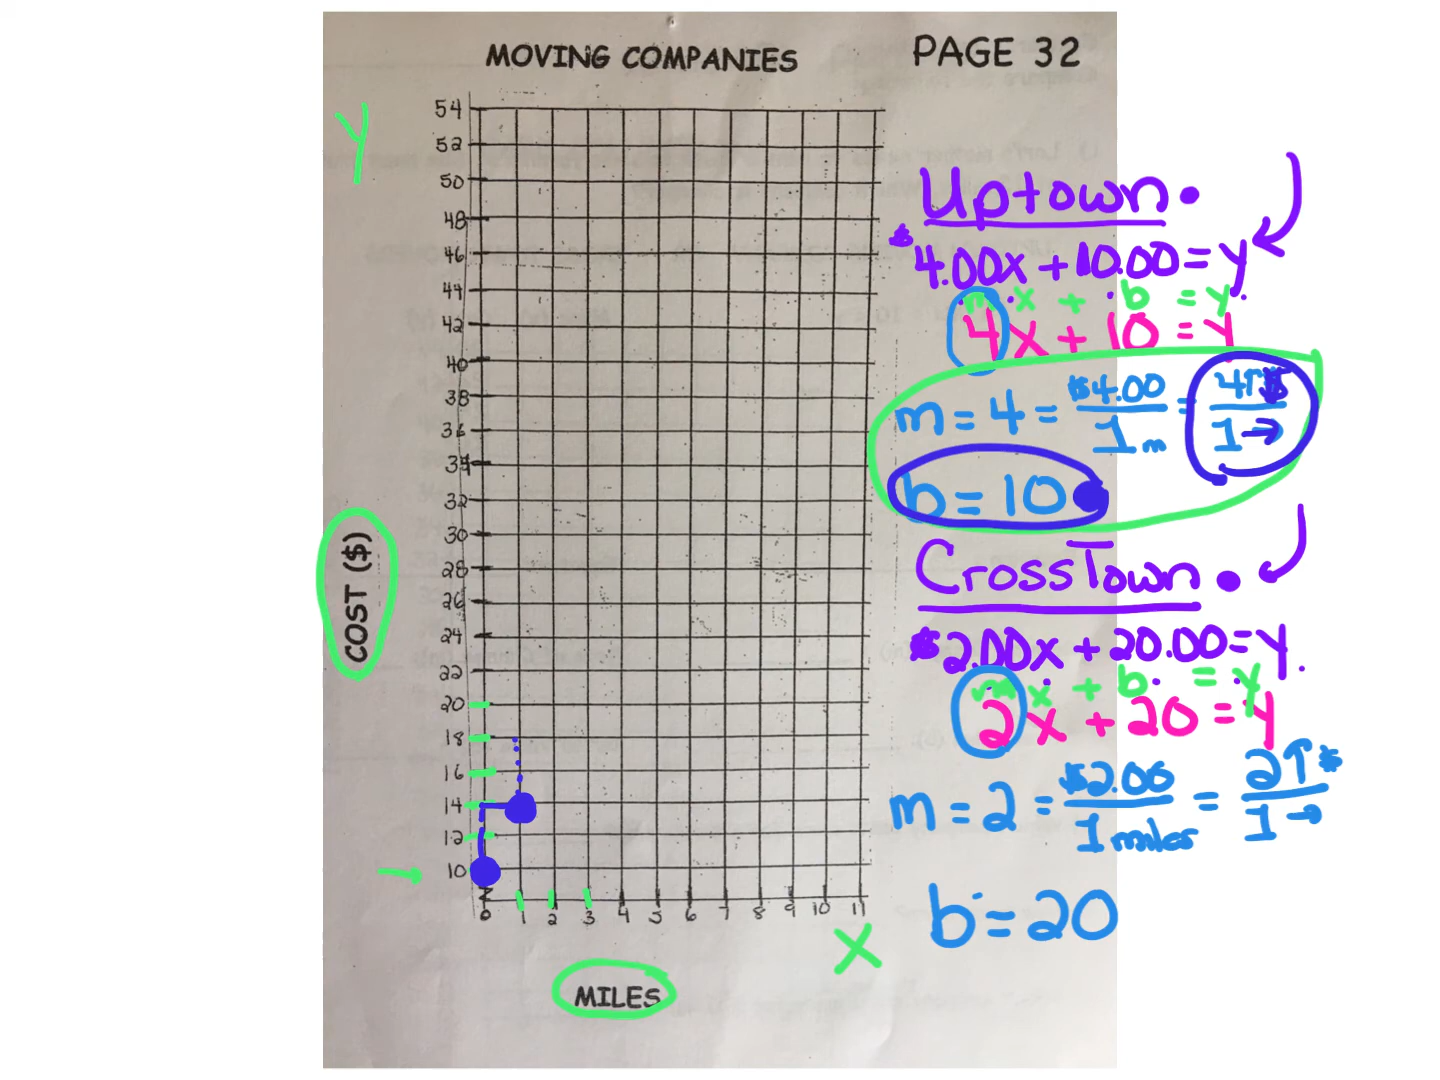 MOVING COMPANIES
PAGE 32
Y
54
52
50
48
46
44
42
40
38
36
34
32
30
28
26
24
22
20
18
16
14
12
10
0 1 2 3 4 5 6 7 8 9 10 11
X
COST ($)
MILES
Uptown.
$4.00x + 10.00 = y
m x + b = y
4x + 10 = y
m = 4 = $4.00 / 1 m = 4↑$ / 1→
b = 10
CrossTown.
$2.00x + 20.00 = y
m x + b = y
2x + 20 = y
m = 2 = $2.00 / 1 miles = 2↑$ / 1→
b = 20